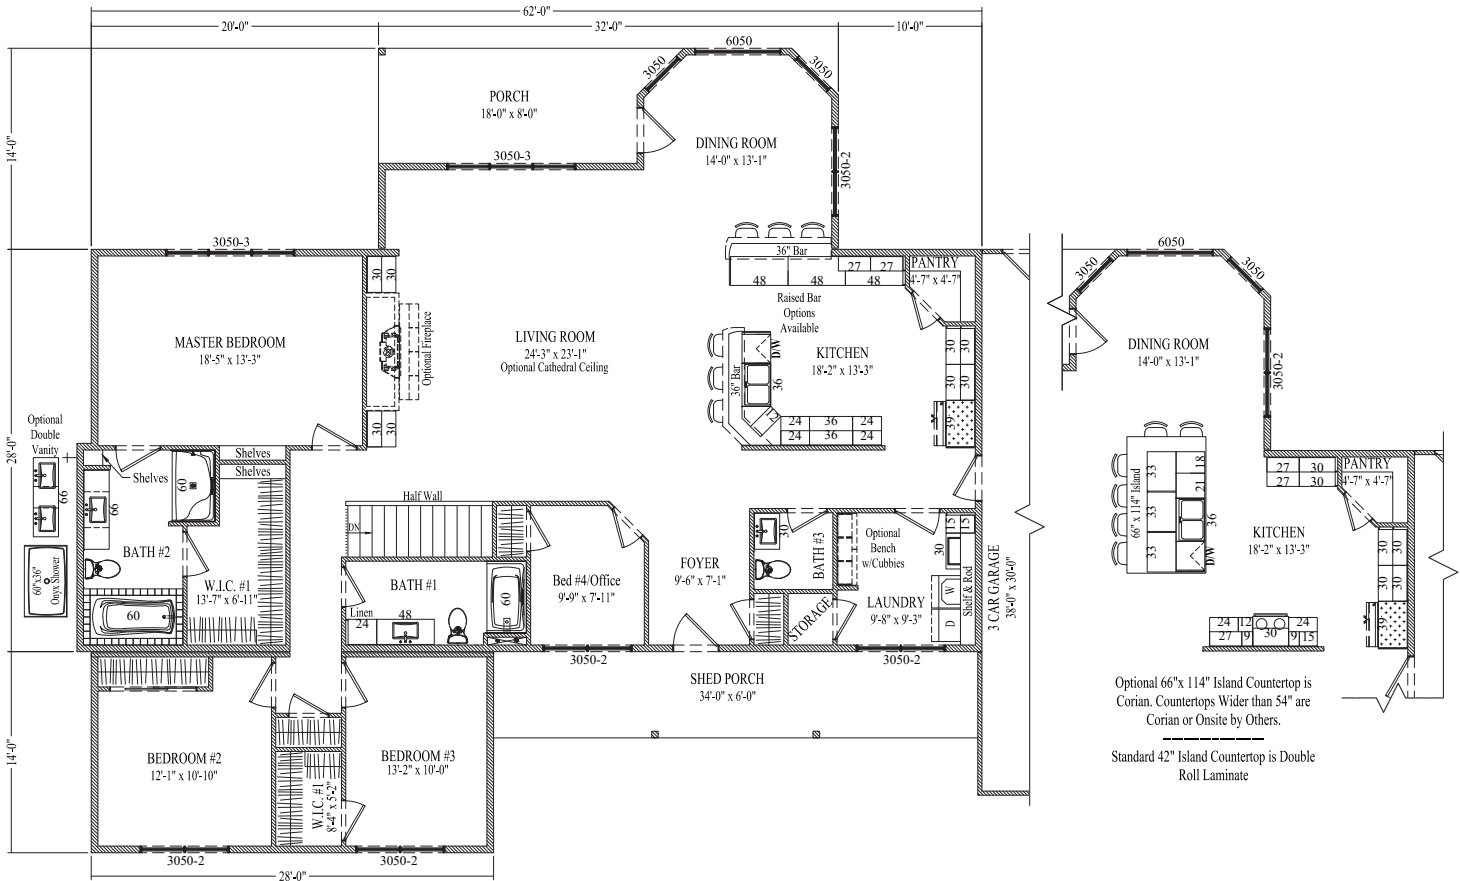 62'-0"
20'-0"
32'-0"
10'-0"
14'-0"
28'-0"
14'-0"
28'-0"
6050
3050
3050
PORCH
18'-0" x 8'-0"
3050-3
DINING ROOM
14'-0" x 13'-1"
3050-2
3050-3
MASTER BEDROOM
18'-5" x 13'-3"
30
30
30
30
Optional Fireplace
LIVING ROOM
24'-3" x 23'-1"
Optional Cathedral Ceiling
36" Bar
48
48
48
27
27
PANTRY
4'-7" x 4'-7"
Raised Bar
Options
Available
KITCHEN
18'-2" x 13'-3"
36" Bar
D/W
36
12
24
36
24
24
36
24
30
30
30
30
39
Optional
Double
Vanity
66
60"x36"
Onyx Shower
Shelves
Shelves
Shelves
60
66
BATH #2
60
W.I.C. #1
13'-7" x 6'-11"
Half Wall
DN
BATH #1
Linen
24
48
60
Bed #4/Office
9'-9" x 7'-11"
3050-2
FOYER
9'-6" x 7'-1"
30
BATH #3
STORAGE
Optional
Bench
w/Cubbies
LAUNDRY
9'-8" x 9'-3"
15
15
30
W
D
Shelf & Rod
3050-2
3 CAR GARAGE
38'-0" x 30'-0"
SHED PORCH
34'-0" x 6'-0"
BEDROOM #2
12'-1" x 10'-10"
3050-2
W.I.C. #1
8'-4" x 5'-2"
BEDROOM #3
13'-2" x 10'-0"
3050-2
6050
3050
3050
DINING ROOM
14'-0" x 13'-1"
3050-2
66" x 114" Island
33
33
33
18
21
36
D/W
27
30
27
30
PANTRY
4'-7" x 4'-7"
KITCHEN
18'-2" x 13'-3"
30
30
30
30
39
24
12
24
27
9
30
9
15
Optional 66"x 114" Island Countertop is
Corian. Countertops Wider than 54" are
Corian or Onsite by Others.
Standard 42" Island Countertop is Double
Roll Laminate